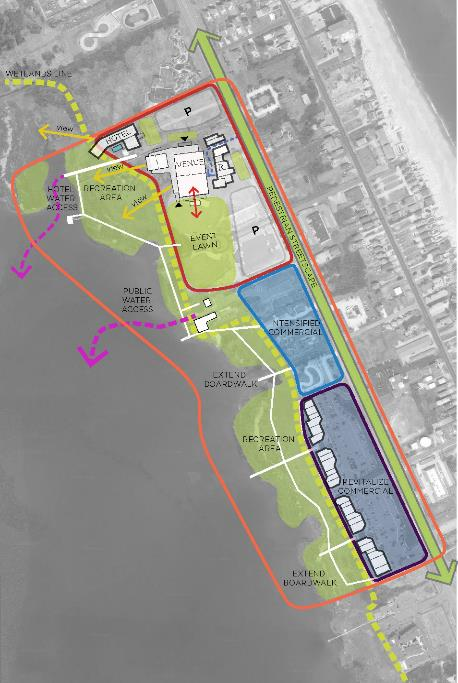 WETLANDS LINE
P
View
HOTEL
View
VENUE
R
HOTEL
WATER
ACCESS
RECREATION
AREA
View
PEDESTRIAN STREETSCAPE
EVENT
LAWN
P
PUBLIC
WATER
ACCESS
INTENSIFIED
COMMERCIAL
EXTEND
BOARDWALK
RECREATION
AREA
REVITALIZE
COMMERCIAL
EXTEND
BOARDWALK